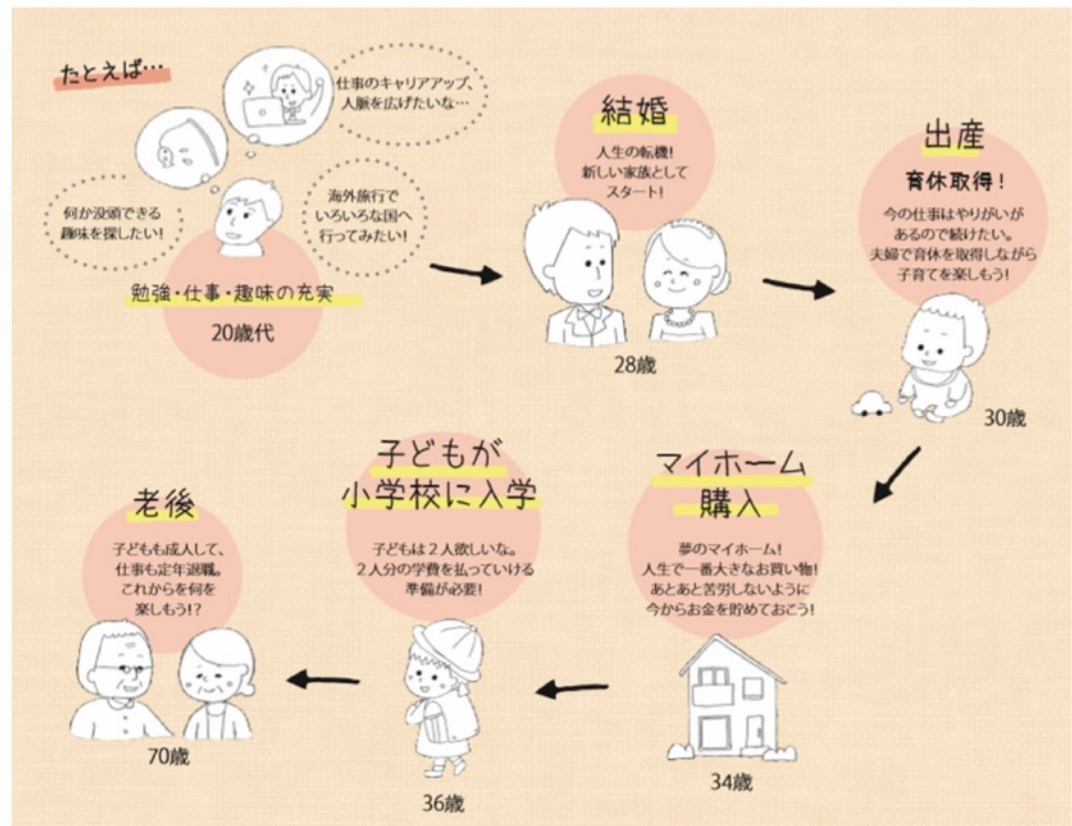 たとえば…
仕事のキャリアアップ、
人脈を広げたいな…
何か没頭できる
趣味を探したい!
海外旅行で
いろいろな国へ
行ってみたい!
勉強・仕事・趣味の充実
20歳代
結婚
人生の転機!
新しい家族として
スタート!
28歳
出産
育休取得!
今の仕事はやりがいが
あるので続けたい。
夫婦で育休を取得しながら
子育てを楽しもう!
30歳
マイホーム
購入
夢のマイホーム!
人生で一番大きなお買い物!
あとあと苦労しないように
今からお金を貯めておこう!
34歳
子どもが
小学校に入学
子どもは2人欲しいな。
2人分の学費を払っていける
準備が必要!
36歳
老後
子どもも成人して、
仕事も定年退職。
これからを何を
楽しもう!?
70歳